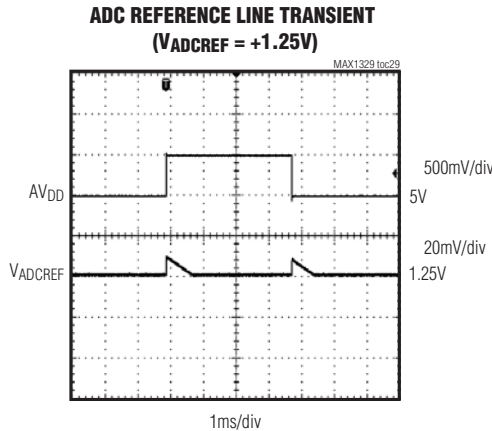 ADC REFERENCE LINE TRANSIENT
(VADCREF = +1.25V)
MAX1329 toc29
500mV/div
AVDD
5V
20mV/div
VADCREF
1.25V
1ms/div